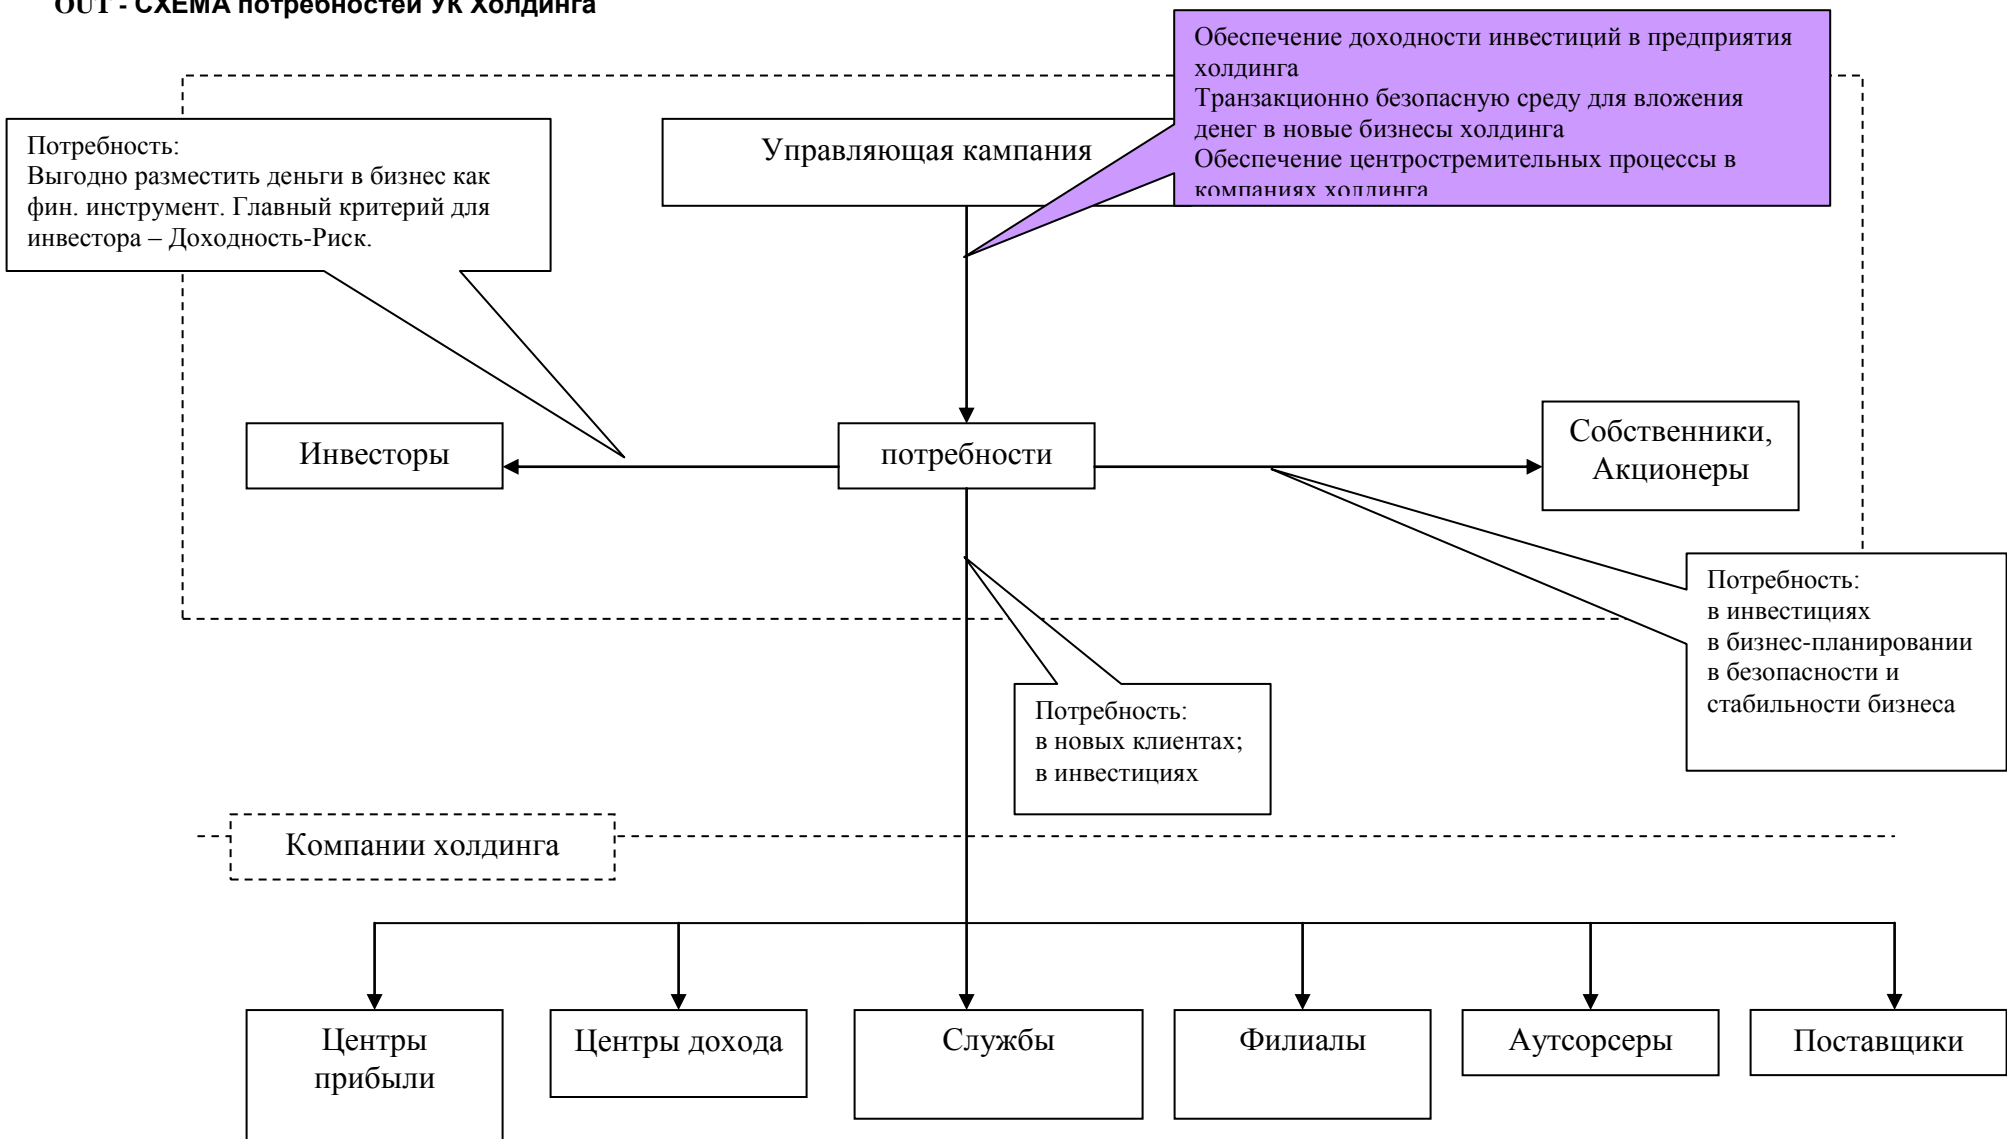 OUT - СХЕМА потребностей УК Холдинга
Обеспечение доходности инвестиций в предприятия
холдинга
Транзакционно безопасную среду для вложения
денег в новые бизнесы холдинга
Обеспечение центростремительных процессы в
компаниях холдинга
Управляющая кампания
Потребность:
Выгодно разместить деньги в бизнес как
фин. инструмент. Главный критерий для
инвестора – Доходность-Риск.
Инвесторы
потребности
Собственники,
Акционеры
Потребность:
в инвестициях
в бизнес-планировании
в безопасности и
стабильности бизнеса
Потребность:
в новых клиентах;
в инвестициях
Компании холдинга
Центры
прибыли
Центры дохода
Службы
Филиалы
Аутсорсеры
Поставщики